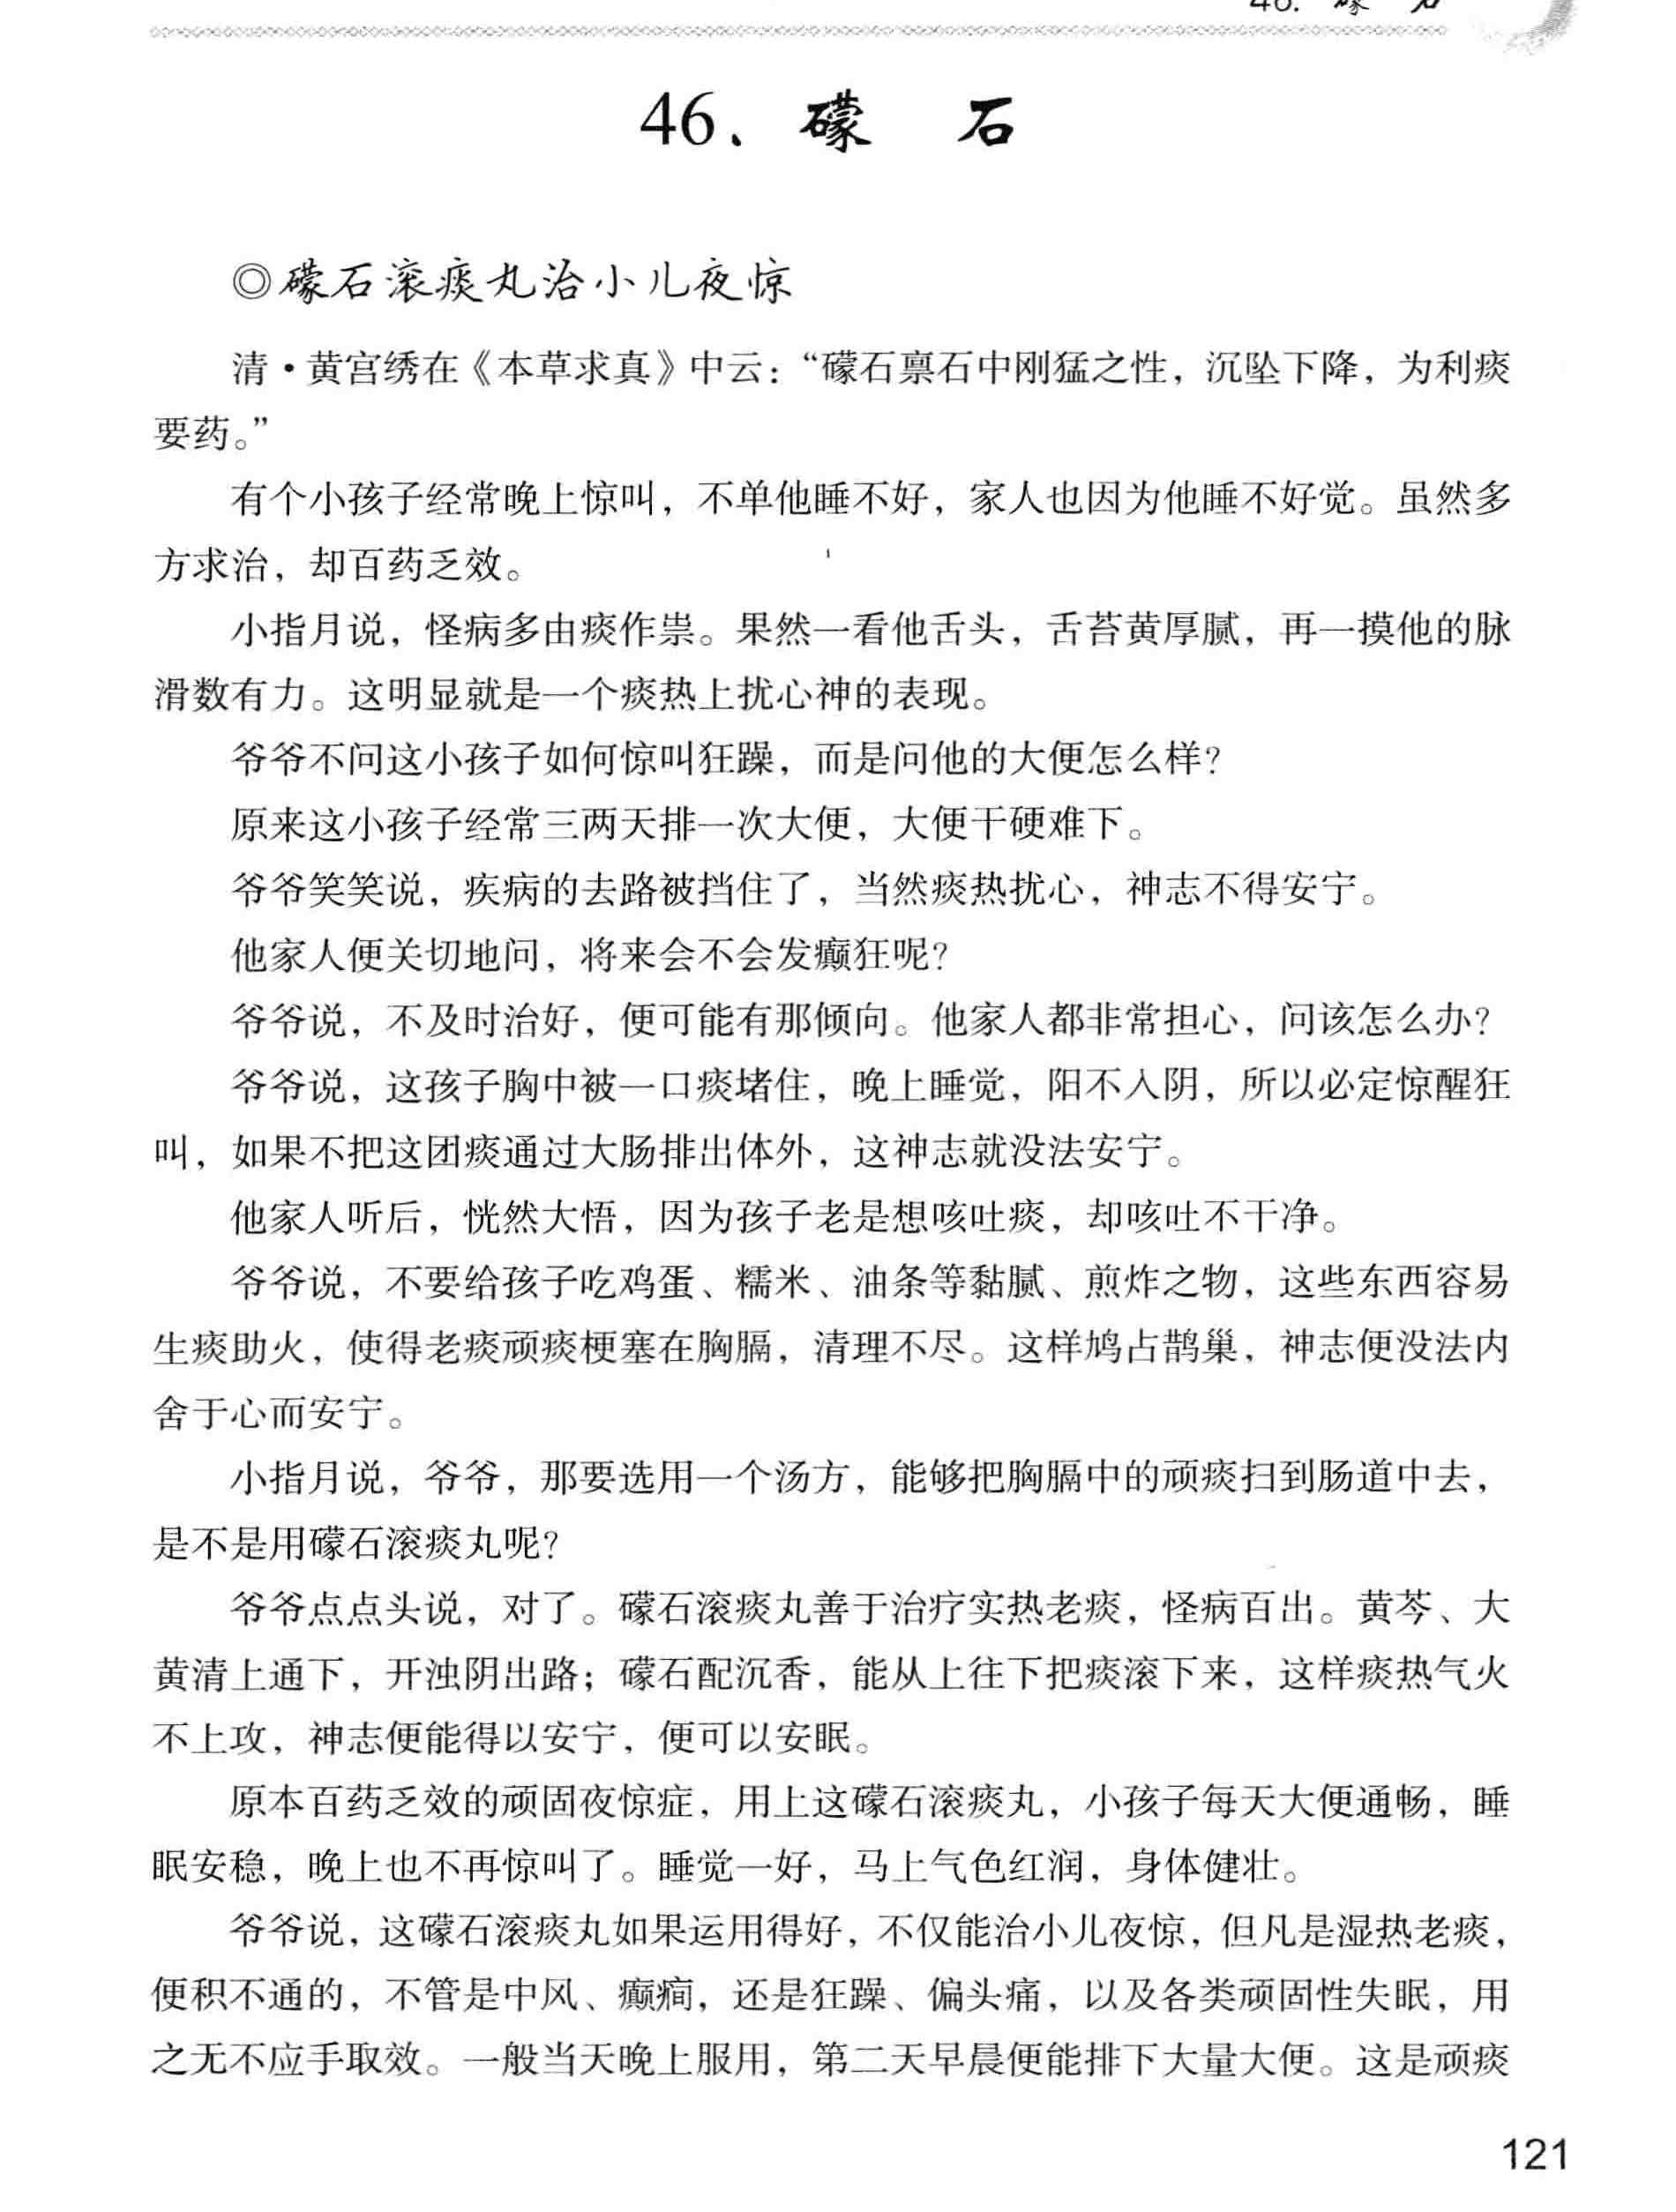 46. 礞 石
46. 礞 石
◎礞石滚痰丸治小儿夜惊
清·黄宫绣在《本草求真》中云：“礞石禀石中刚猛之性，沉坠下降，为利痰
要药。”
有个小孩子经常晚上惊叫，不单他睡不好，家人也因为他睡不好觉。虽然多
方求治，却百药乏效。
小指月说，怪病多由痰作祟。果然一看他舌头，舌苔黄厚腻，再一摸他的脉
滑数有力。这明显就是一个痰热上扰心神的表现。
爷爷不问这小孩子如何惊叫狂躁，而是问他的大便怎么样？
原来这小孩子经常三两天排一次大便，大便干硬难下。
爷爷笑笑说，疾病的去路被挡住了，当然痰热扰心，神志不得安宁。
他家人便关切地问，将来会不会发癫狂呢？
爷爷说，不及时治好，便可能有那倾向。他家人都非常担心，问该怎么办？
爷爷说，这孩子胸中被一口痰堵住，晚上睡觉，阳不入阴，所以必定惊醒狂
叫，如果不把这团痰通过大肠排出体外，这神志就没法安宁。
他家人听后，恍然大悟，因为孩子老是想咳吐痰，却咳吐不干净。
爷爷说，不要给孩子吃鸡蛋、糯米、油条等黏腻、煎炸之物，这些东西容易
生痰助火，使得老痰顽痰梗塞在胸膈，清理不尽。这样鸠占鹊巢，神志便没法内
舍于心而安宁。
小指月说，爷爷，那要选用一个汤方，能够把胸膈中的顽痰扫到肠道中去，
是不是用礞石滚痰丸呢？
爷爷点点头说，对了。礞石滚痰丸善于治疗实热老痰，怪病百出。黄芩、大
黄清上通下，开浊阴出路；礞石配沉香，能从上往下把痰滚下来，这样痰热气火
不上攻，神志便能得以安宁，便可以安眠。
原本百药乏效的顽固夜惊症，用上这礞石滚痰丸，小孩子每天大便通畅，睡
眠安稳，晚上也不再惊叫了。睡觉一好，马上气色红润，身体健壮。
爷爷说，这礞石滚痰丸如果运用得好，不仅能治小儿夜惊，但凡是湿热老痰，
便积不通的，不管是中风、癫痫，还是狂躁、偏头痛，以及各类顽固性失眠，用
之无不应手取效。一般当天晚上服用，第二天早晨便能排下大量大便。这是顽痰
121